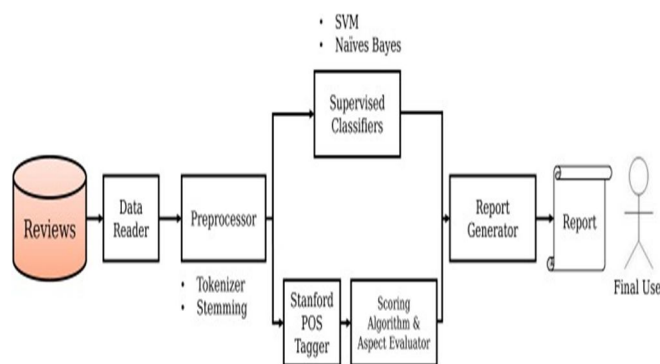 • SVM
• Naïves Bayes
Supervised
Classifiers
Reviews
Data
Reader
Preprocessor
• Tokenizer
• Stemming
Stanford
POS
Tagger
Scoring
Algorithm &
Aspect Evaluator
Report
Generator
Report
Final Use